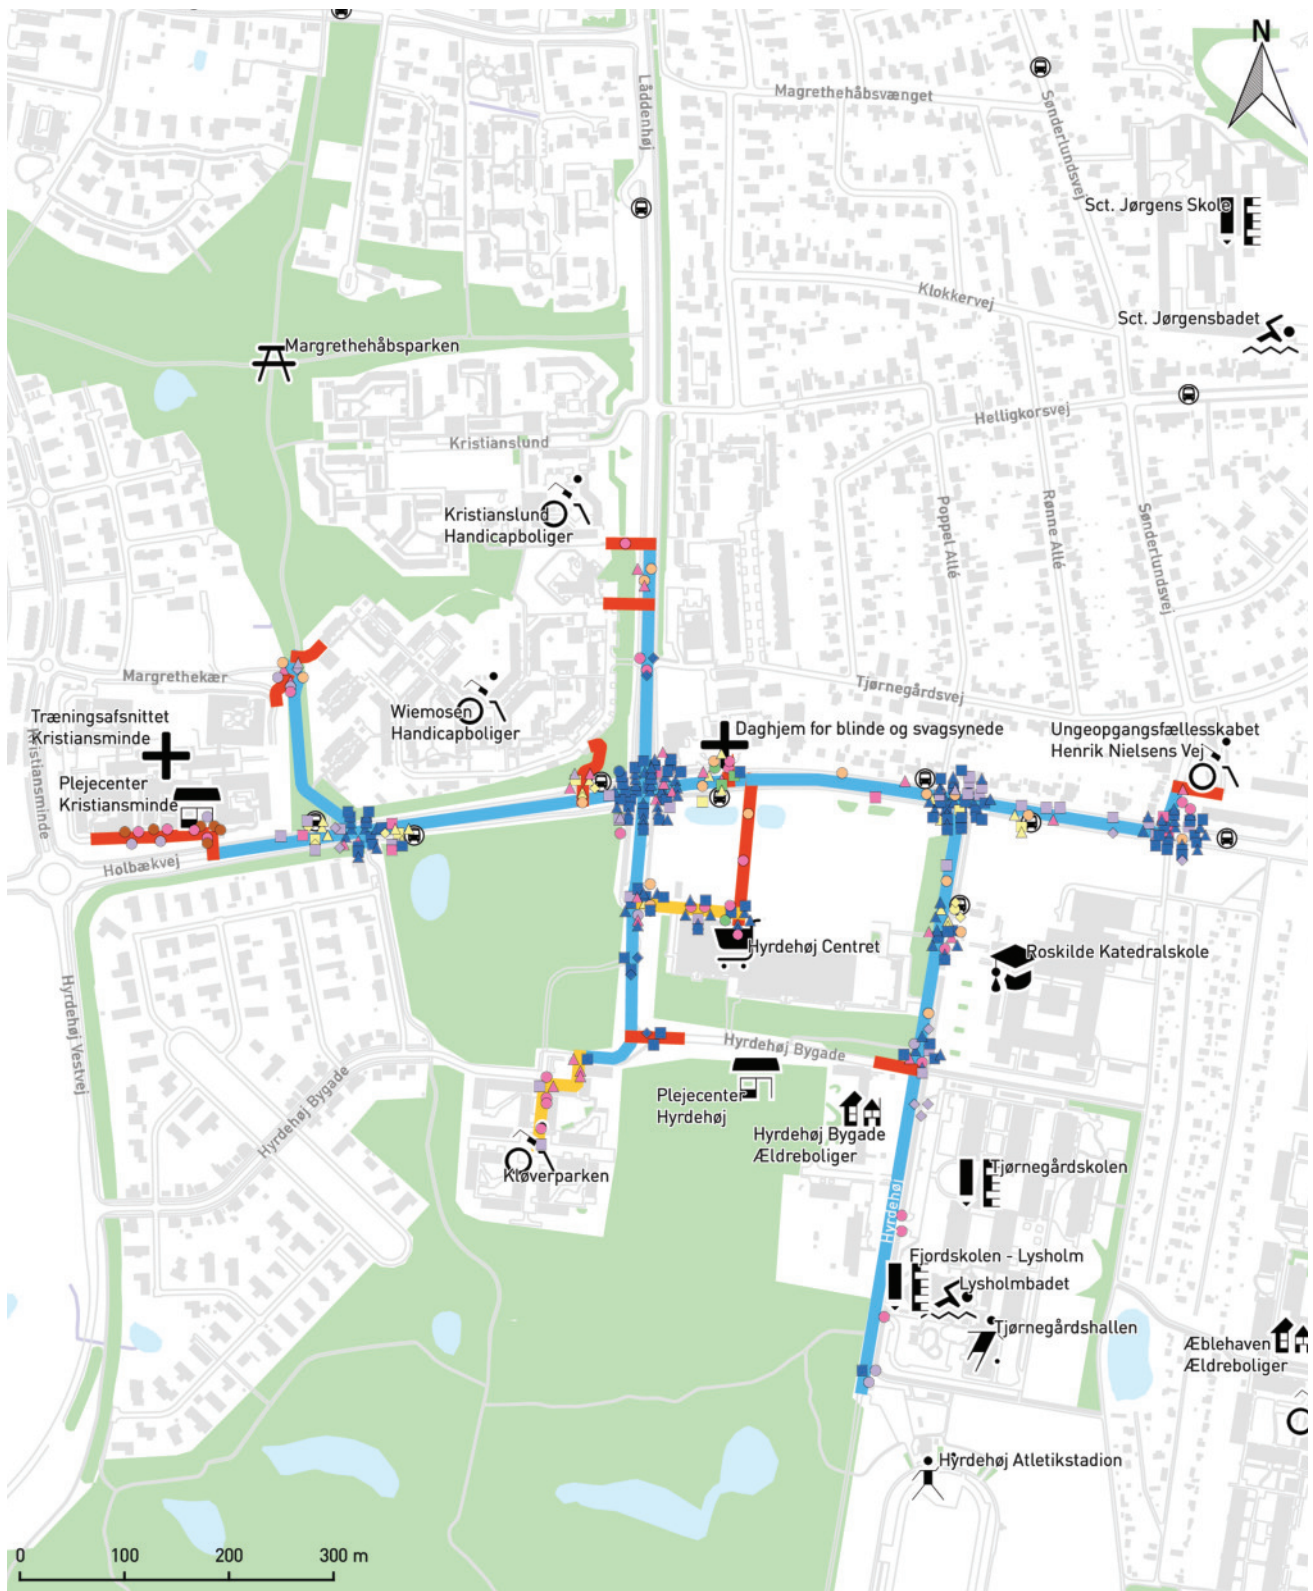 N
Låddenhøj
Magrethehåbsvænget
Sønderlundsvej
Sct. Jørgens Skole
Klokkervej
Sct. Jørgensbadet
Margrethehåbsparken
Helligkorsvej
Kristianslund
Kristianslund
Handicapboliger
Poppel Allé
Rønne Allé
Sønderlundsvej
Margrethekær
Tjørnegårdsvej
Træningsafsnittet
Kristiansminde
Wiemosen
Handicapboliger
Daghjem for blinde og svagsynede
Ungeopgangsfællesskabet
Henrik Nielsens Vej
Kristiansminde
Plejecenter
Kristiansminde
Holbækvej
Hyrdehøj Centret
Roskilde Katedralskole
Hyrdehøj Vestvej
Hyrdehøj Bygade
Hyrdehøj Bygade
Plejecenter
Hyrdehøj
Hyrdehøj Bygade
Ældreboliger
Kløverparken
Tjørnegårdskolen
Hyrdehøj
Fjordskolen - Lysholm
Lysholmbadet
Tjørnegårdshallen
Æblehaven
Ældreboliger
Hyrdehøj Atletikstadion
0 100 200 300 m